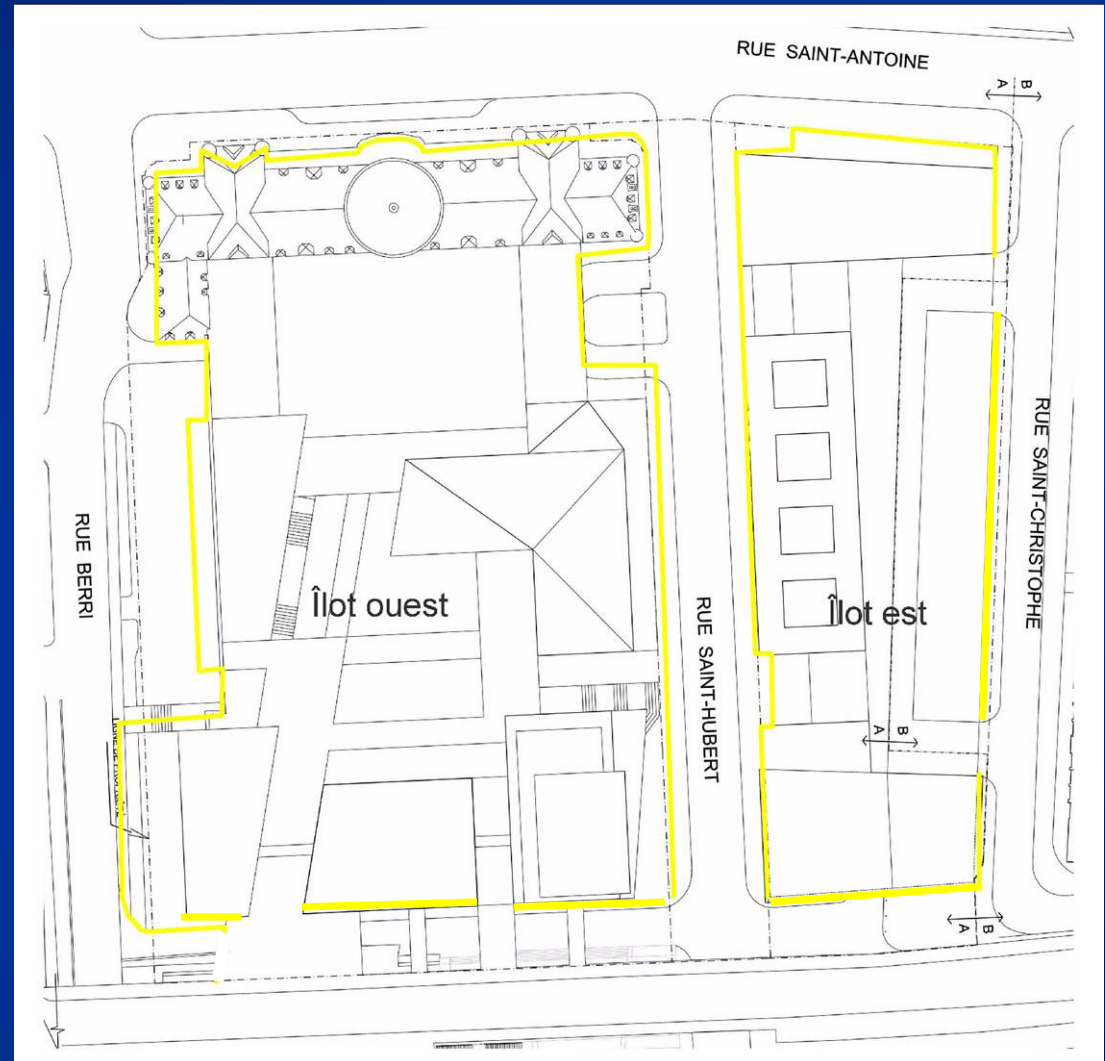 RUE SAINT-ANTOINE
A B
RUE BERRI
Îlot ouest
RUE SAINT-HUBERT
Îlot est
RUE SAINT-CHRISTOPHE
A B
A B